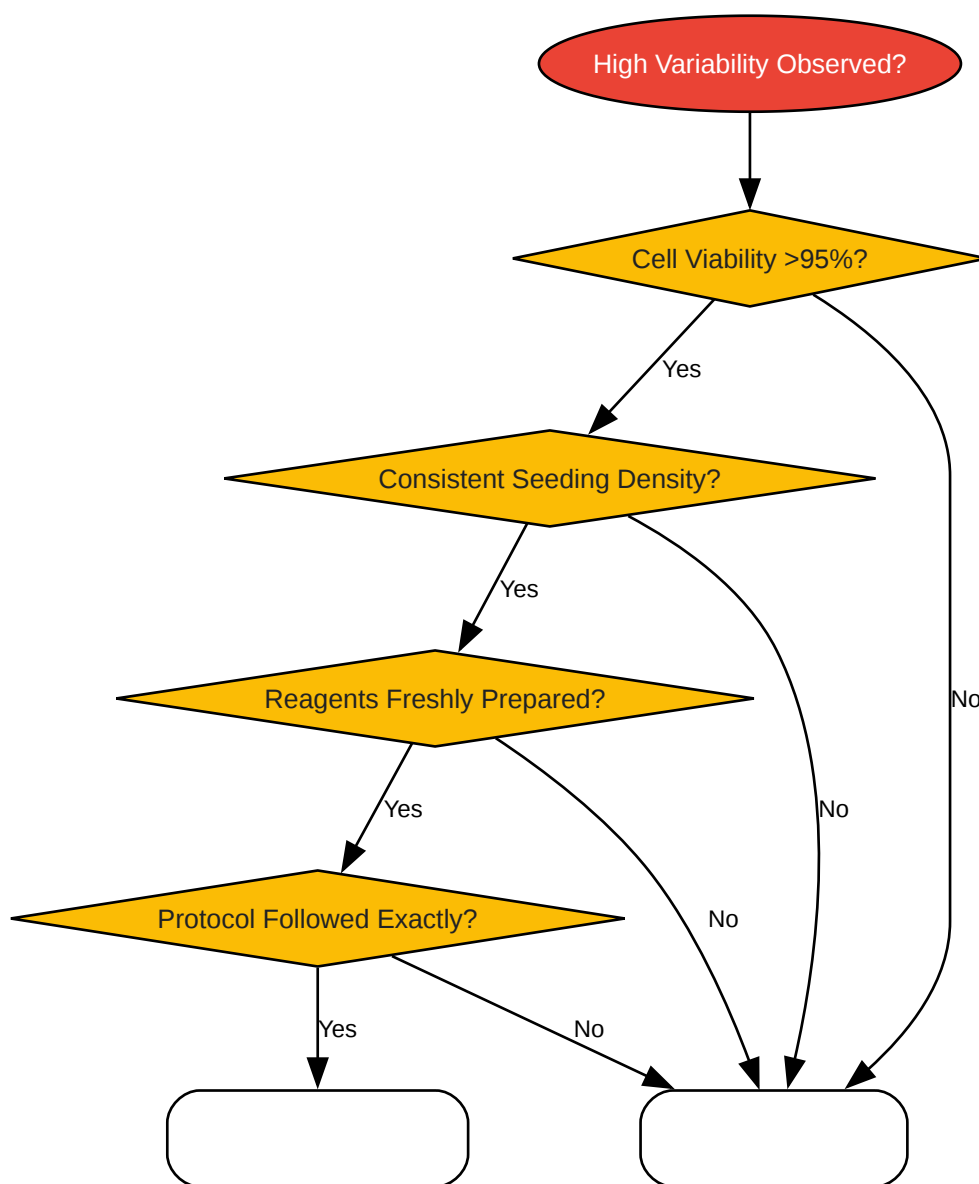 High Variability Observed?
Cell Viability >95%?
Yes
Consistent Seeding Density?
Yes
No
Reagents Freshly Prepared?
Yes
No
Protocol Followed Exactly?
No
Yes
No